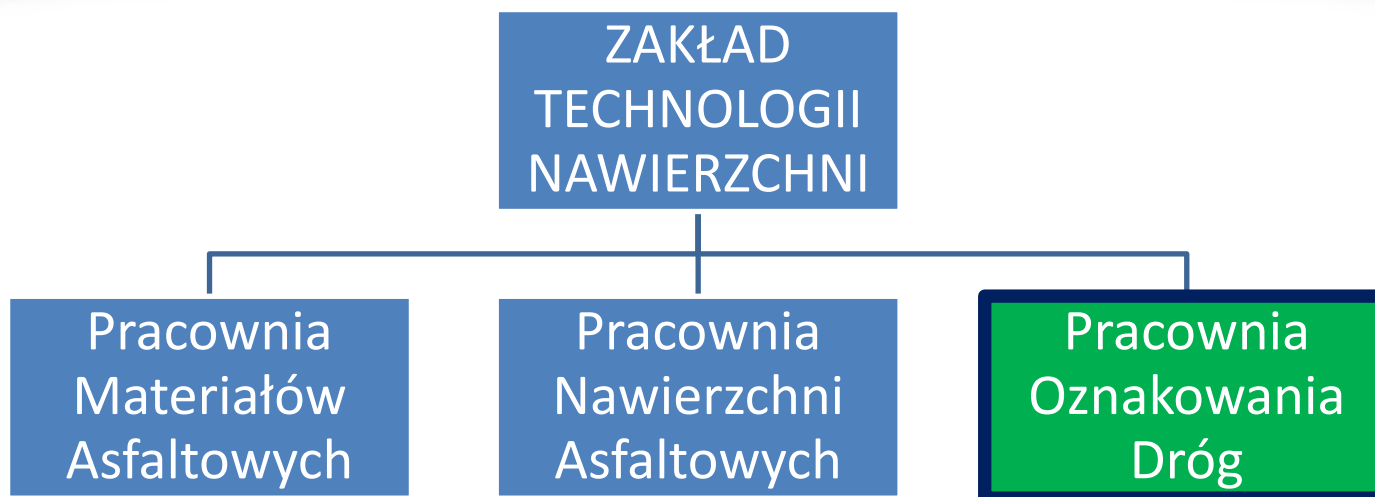 ZAKŁAD
TECHNOLOGII
NAWIERZCHNI
Pracownia
Materiałów
Asfaltowych
Pracownia
Nawierzchni
Asfaltowych
Pracownia
Oznakowania
Dróg